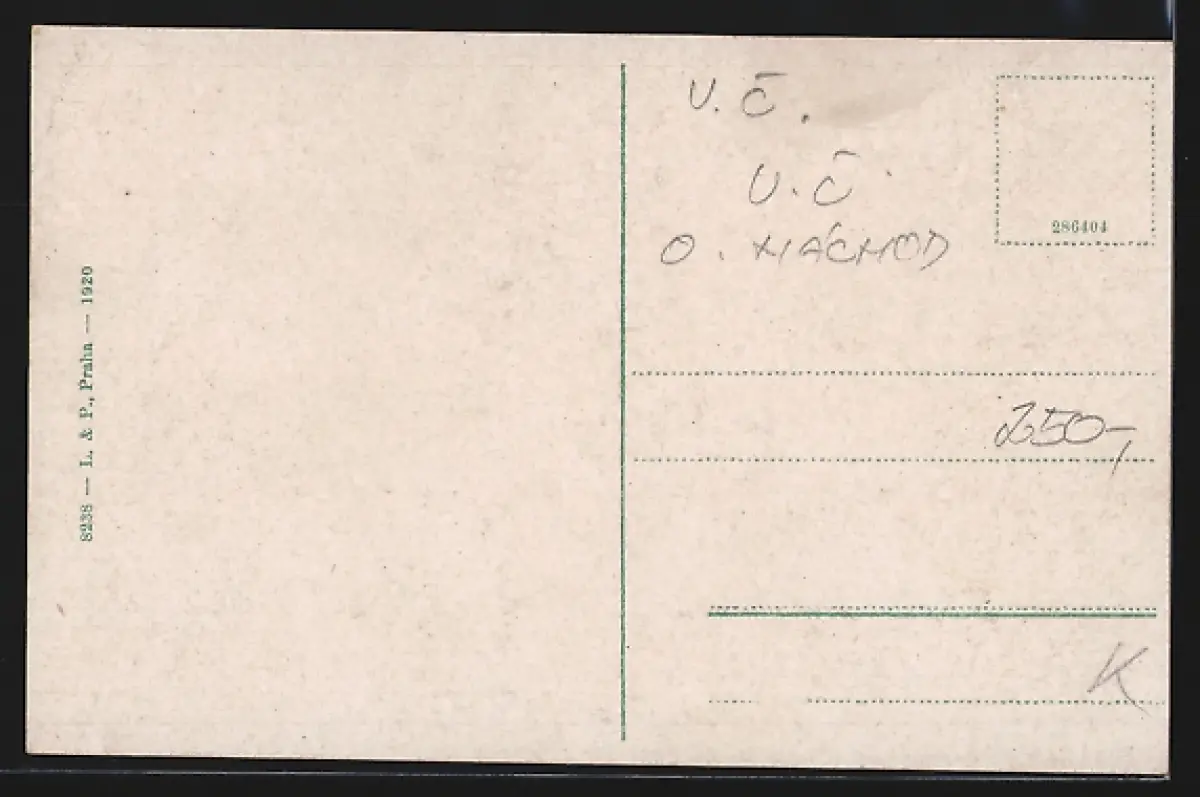 8238 — L. & P., Praha — 1920
V. Č.
V. Č.
O. NÁCHOD
286404
250,-
K